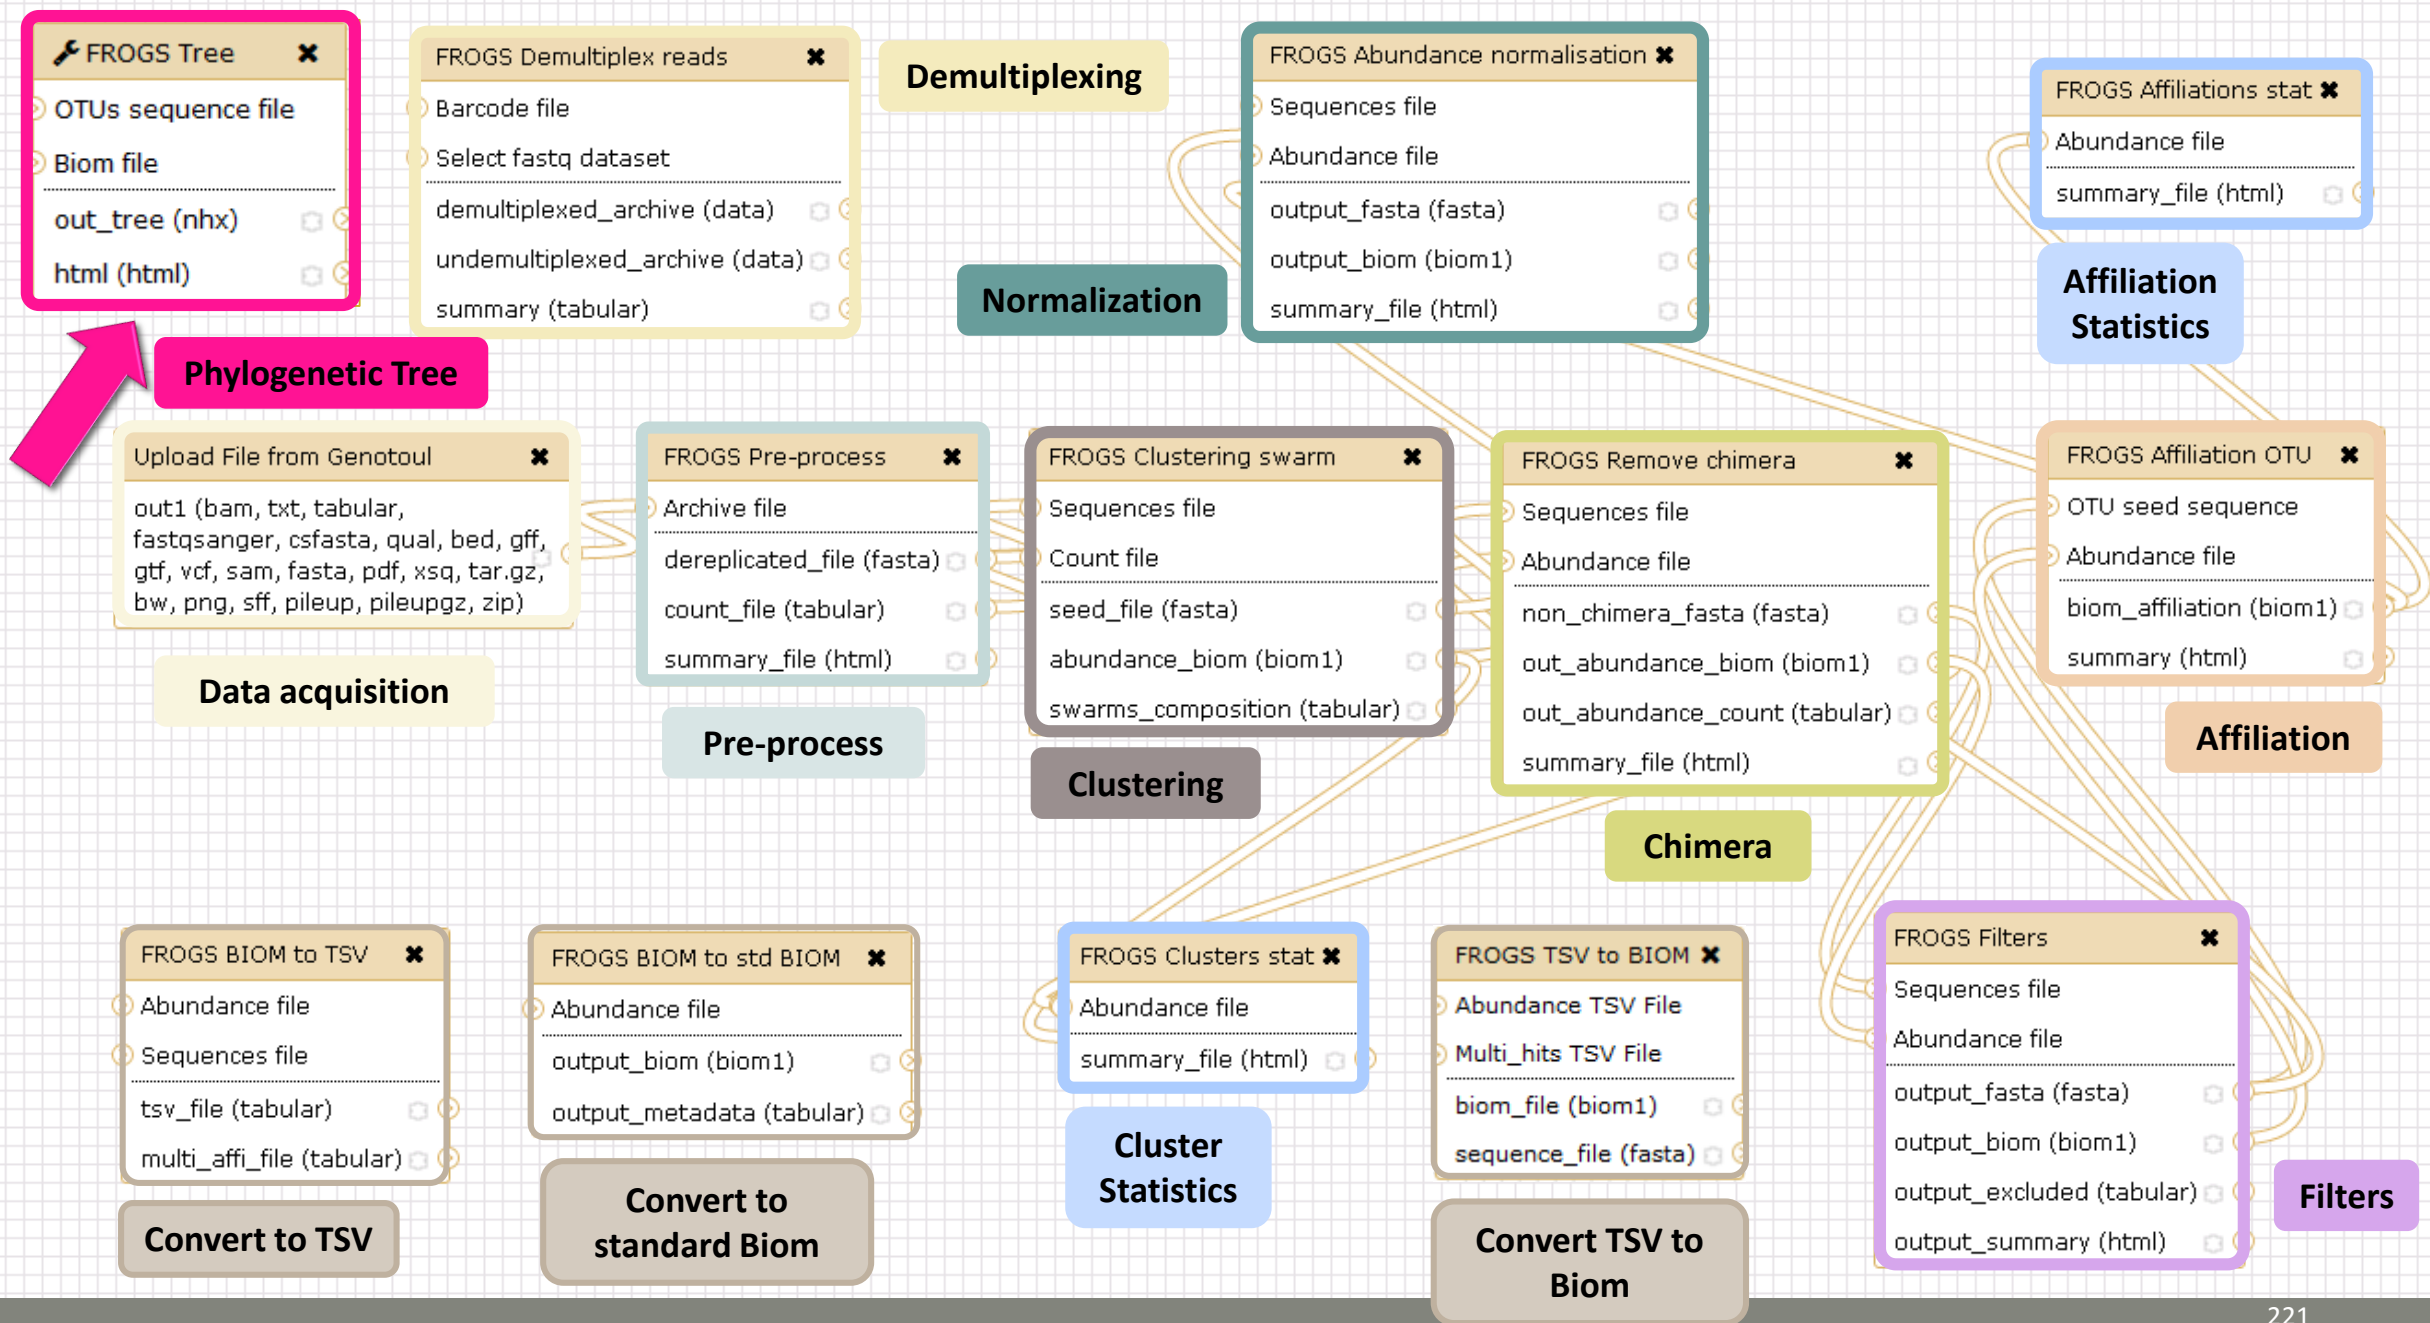 FROGS Tree
OTUs sequence file
Biom file
out_tree (nhx)
html (html)
Phylogenetic Tree
FROGS Demultiplex reads
Barcode file
Select fastq dataset
demultiplexed_archive (data)
undemultiplexed_archive (data)
summary (tabular)
Demultiplexing
FROGS Abundance normalisation
Sequences file
Abundance file
output_fasta (fasta)
output_biom (biom1)
summary_file (html)
Normalization
FROGS Affiliations stat
Abundance file
summary_file (html)
Affiliation
Statistics
Upload File from Genotoul
out1 (bam, txt, tabular,
fastqsanger, csfasta, qual, bed, gff,
gtf, vcf, sam, fasta, pdf, xsq, tar.gz,
bw, png, sff, pileup, pileupgz, zip)
Data acquisition
FROGS Pre-process
Archive file
dereplicated_file (fasta)
count_file (tabular)
summary_file (html)
Pre-process
FROGS Clustering swarm
Sequences file
Count file
seed_file (fasta)
abundance_biom (biom1)
swarms_composition (tabular)
Clustering
FROGS Remove chimera
Sequences file
Abundance file
non_chimera_fasta (fasta)
out_abundance_biom (biom1)
out_abundance_count (tabular)
summary_file (html)
Chimera
FROGS Affiliation OTU
OTU seed sequence
Abundance file
biom_affiliation (biom1)
summary (html)
Affiliation
FROGS BIOM to TSV
Abundance file
Sequences file
tsv_file (tabular)
multi_affi_file (tabular)
Convert to TSV
FROGS BIOM to std BIOM
Abundance file
output_biom (biom1)
output_metadata (tabular)
Convert to
standard Biom
FROGS Clusters stat
Abundance file
summary_file (html)
Cluster
Statistics
FROGS TSV to BIOM
Abundance TSV File
Multi_hits TSV File
biom_file (biom1)
sequence_file (fasta)
Convert TSV to
Biom
FROGS Filters
Sequences file
Abundance file
output_fasta (fasta)
output_biom (biom1)
output_excluded (tabular)
output_summary (html)
Filters
221